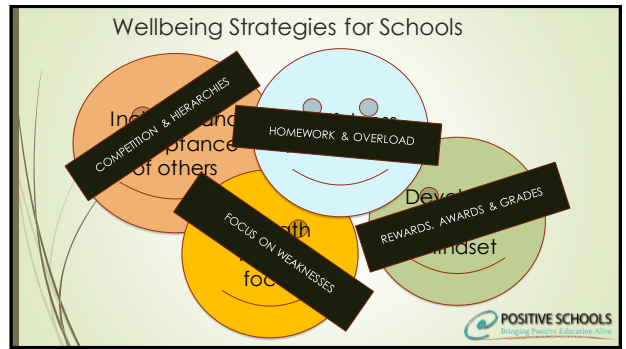 Wellbeing Strategies for Schools
COMPETITION & HIERARCHIES
of others
HOMEWORK & OVERLOAD
FOCUS ON WEAKNESSES
REWARDS, AWARDS & GRADES
POSITIVE SCHOOLS
Bringing Positive Education Alive